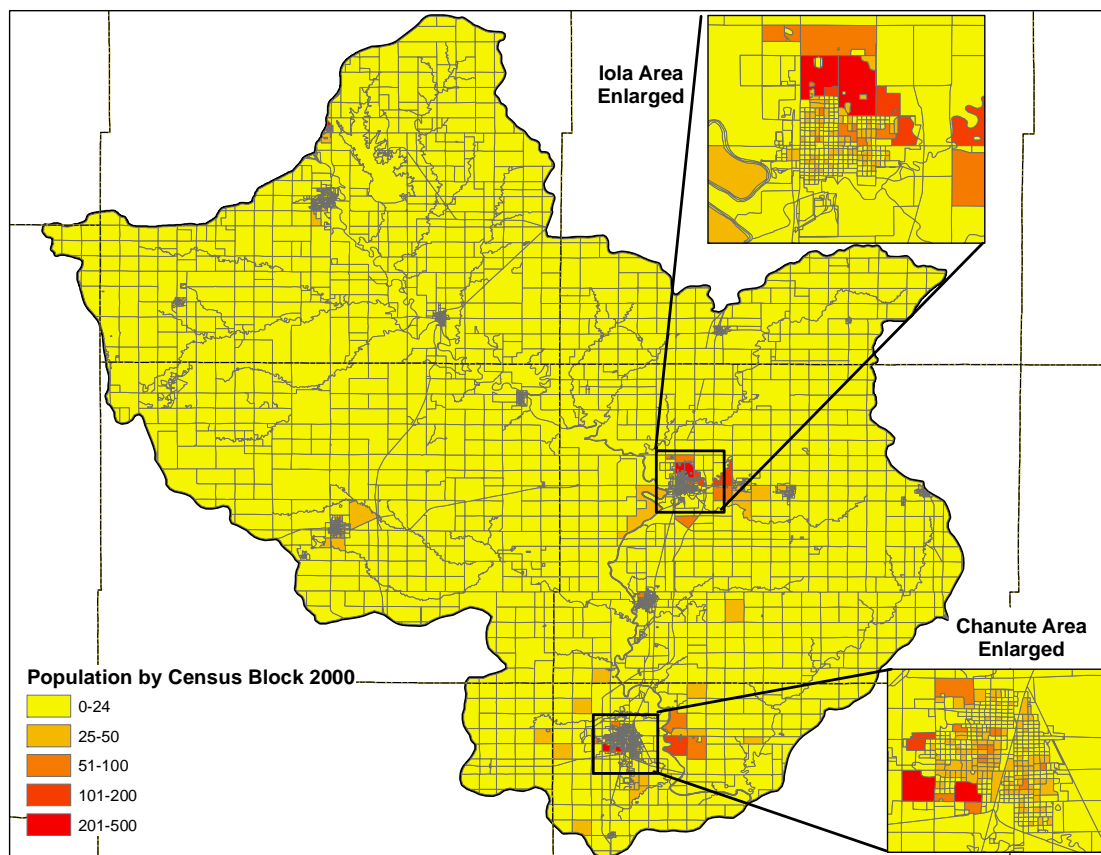 Iola Area
Enlarged
Chanute Area
Enlarged
Population by Census Block 2000
0-24
25-50
51-100
101-200
201-500